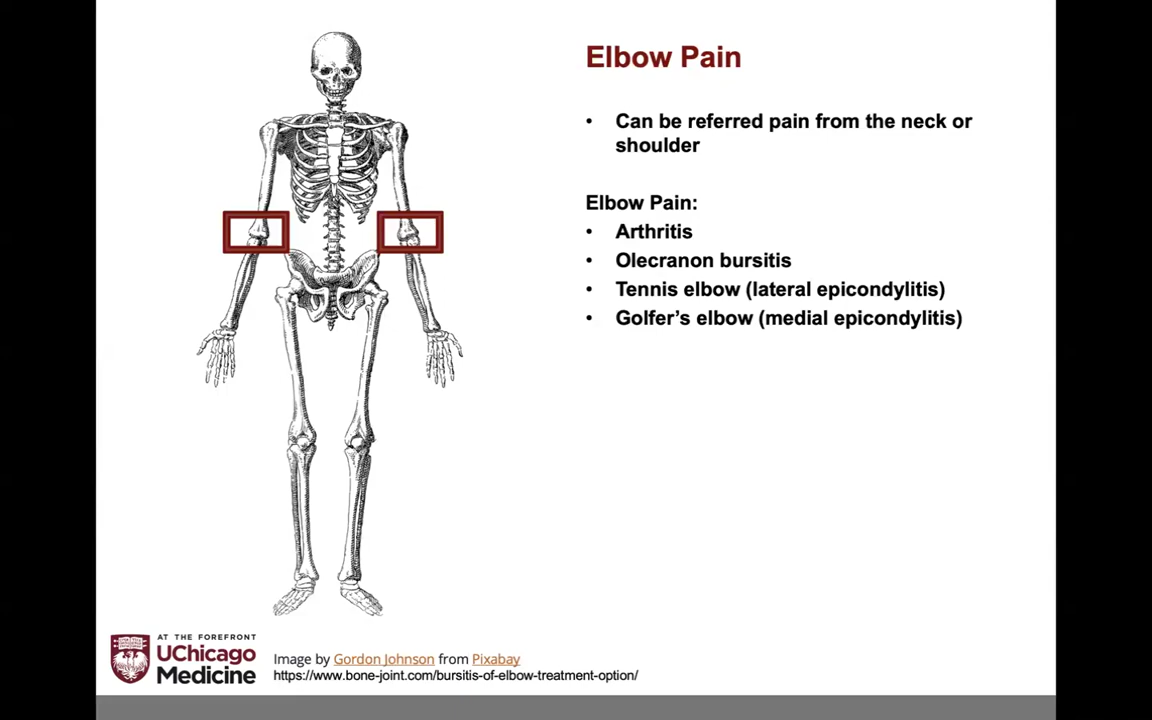 Elbow Pain
• Can be referred pain from the neck or
shoulder
Elbow Pain:
• Arthritis
• Olecranon bursitis
• Tennis elbow (lateral epicondylitis)
• Golfer’s elbow (medial epicondylitis)
AT THE FOREFRONT
UChicago
Medicine
Image by Gordon Johnson from Pixabay
https://www.bone-joint.com/bursitis-of-elbow-treatment-option/